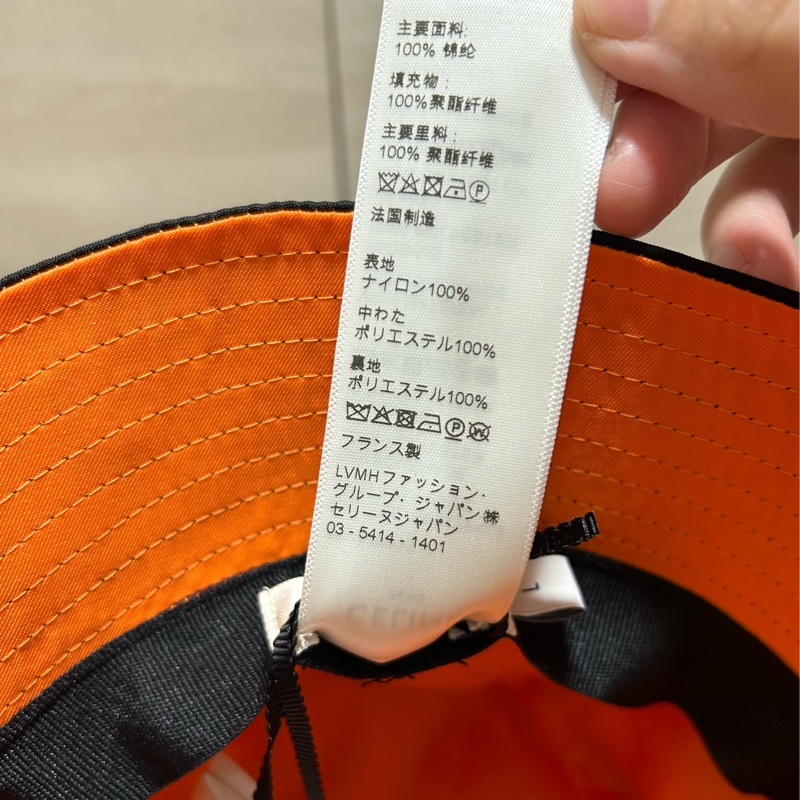 主要面料:
100% 锦纶
填充物:
100%聚酯纤维
主要里料:
100% 聚酯纤维
P
法国制造
表地
ナイロン100%
中わた
ポリエステル100%
裏地
ポリエステル100%
P W
フランス製
LVMHファッション・
グループ・ジャパン㈱
セリーヌジャパン
03 - 5414 - 1401
L